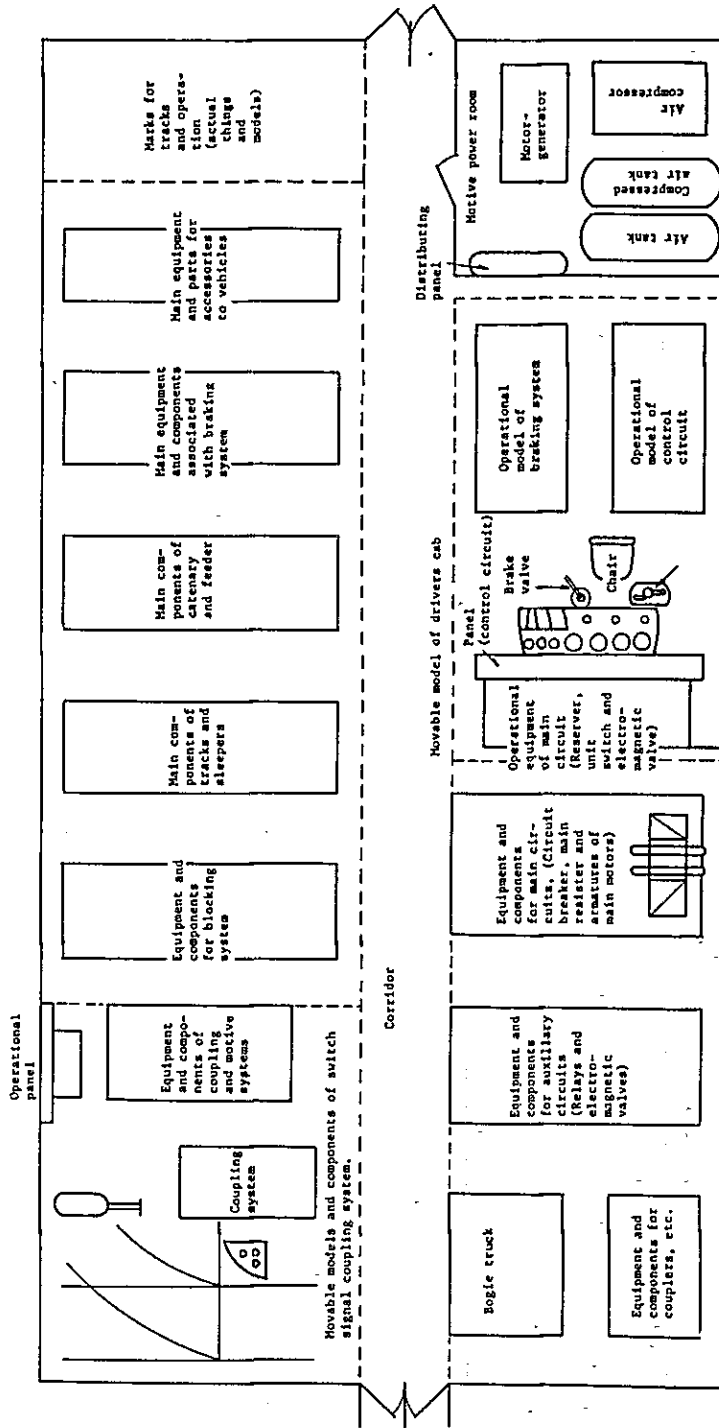 Operational
panel
Equipment
and compo-
nents of
coupling
and motive
systems
Coupling
system
Movable models and components of switch
signal coupling system.
Equipment and
components
for blocking
system
Main com-
ponents of
tracks and
sleepers
Main com-
ponents of
catenary
and feeder
Main equipment
and components
associated
with braking
system
Main equipment
and parts for
accessories
to vehicles
Marks for
tracks
and opera-
tion
(actual
things
and
models)
Corridor
Bogie truck
Equipment and
components for
couplers, etc.
Equipment and
components
for auxillary
circuits
(Relays and
electro-
magnetic
valves)
Equipment and
components
for main cir-
cuits, (Circuit
breaker, main
resister and
armatures of
main motors)
Movable model of drivers cab
Operational
equipment
of main
circuit
(Reserver,
unit
switch and
electro-
magnetic
valve)
Panel
(control circuit)
Brake
valve
Chair
Operational
model of
braking system
Operational
model of
control
circuit
Distributing
panel
Motive power room
Motor-
generator
Air tank
Compressed
air tank
Air
compressor